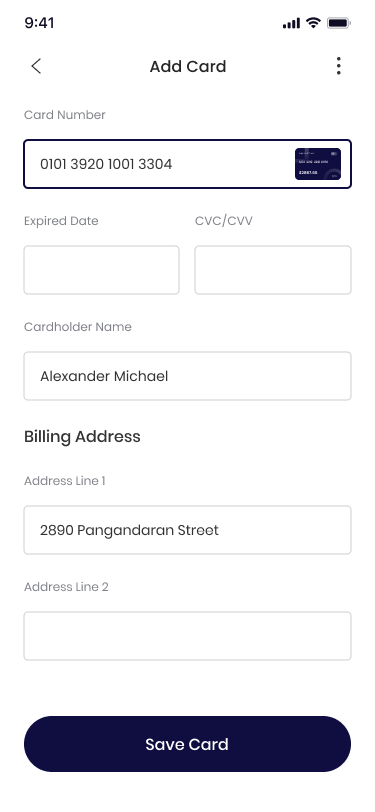 9:41
Add Card
Card Number
0101 3920 1001 3304
Expired Date
CVC/CVV
Cardholder Name
Alexander Michael
Billing Address
Address Line 1
2890 Pangandaran Street
Address Line 2
Save Card